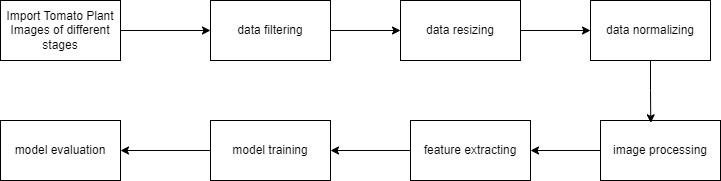 Import Tomato Plant
Images of different
stages
data filtering
data resizing
data normalizing
image processing
feature extracting
model training
model evaluation